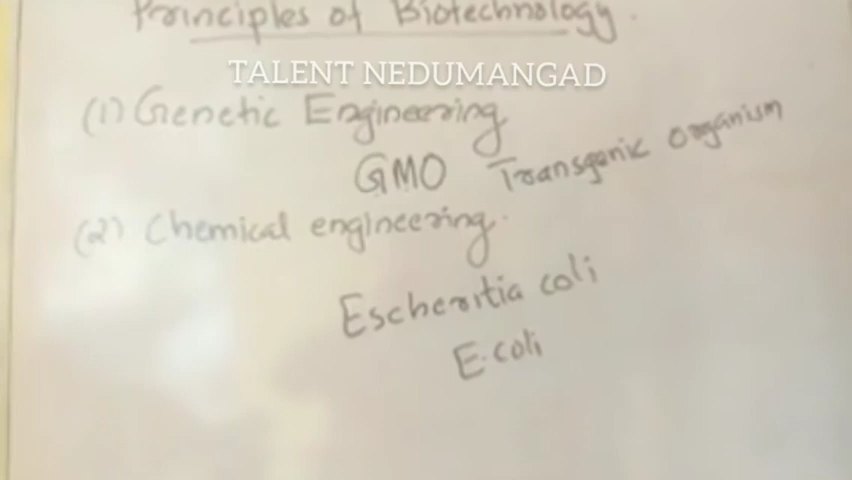 Principles of Biotechnology.
TALENT NEDUMANGAD
(1) Genetic Engineering
GMO Transgenic organism
(2) Chemical engineering.
Escheritia coli
E.coli